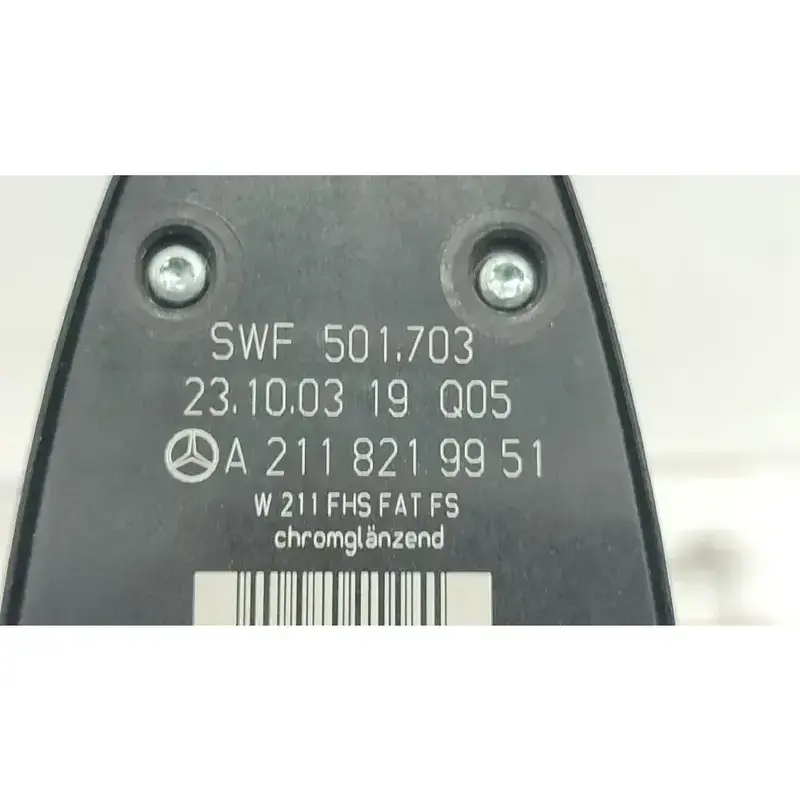 SWF 501.703
23.10.03 19 Q05
A 211 821 99 51
W 211 FHS FAT FS
chromglänzend